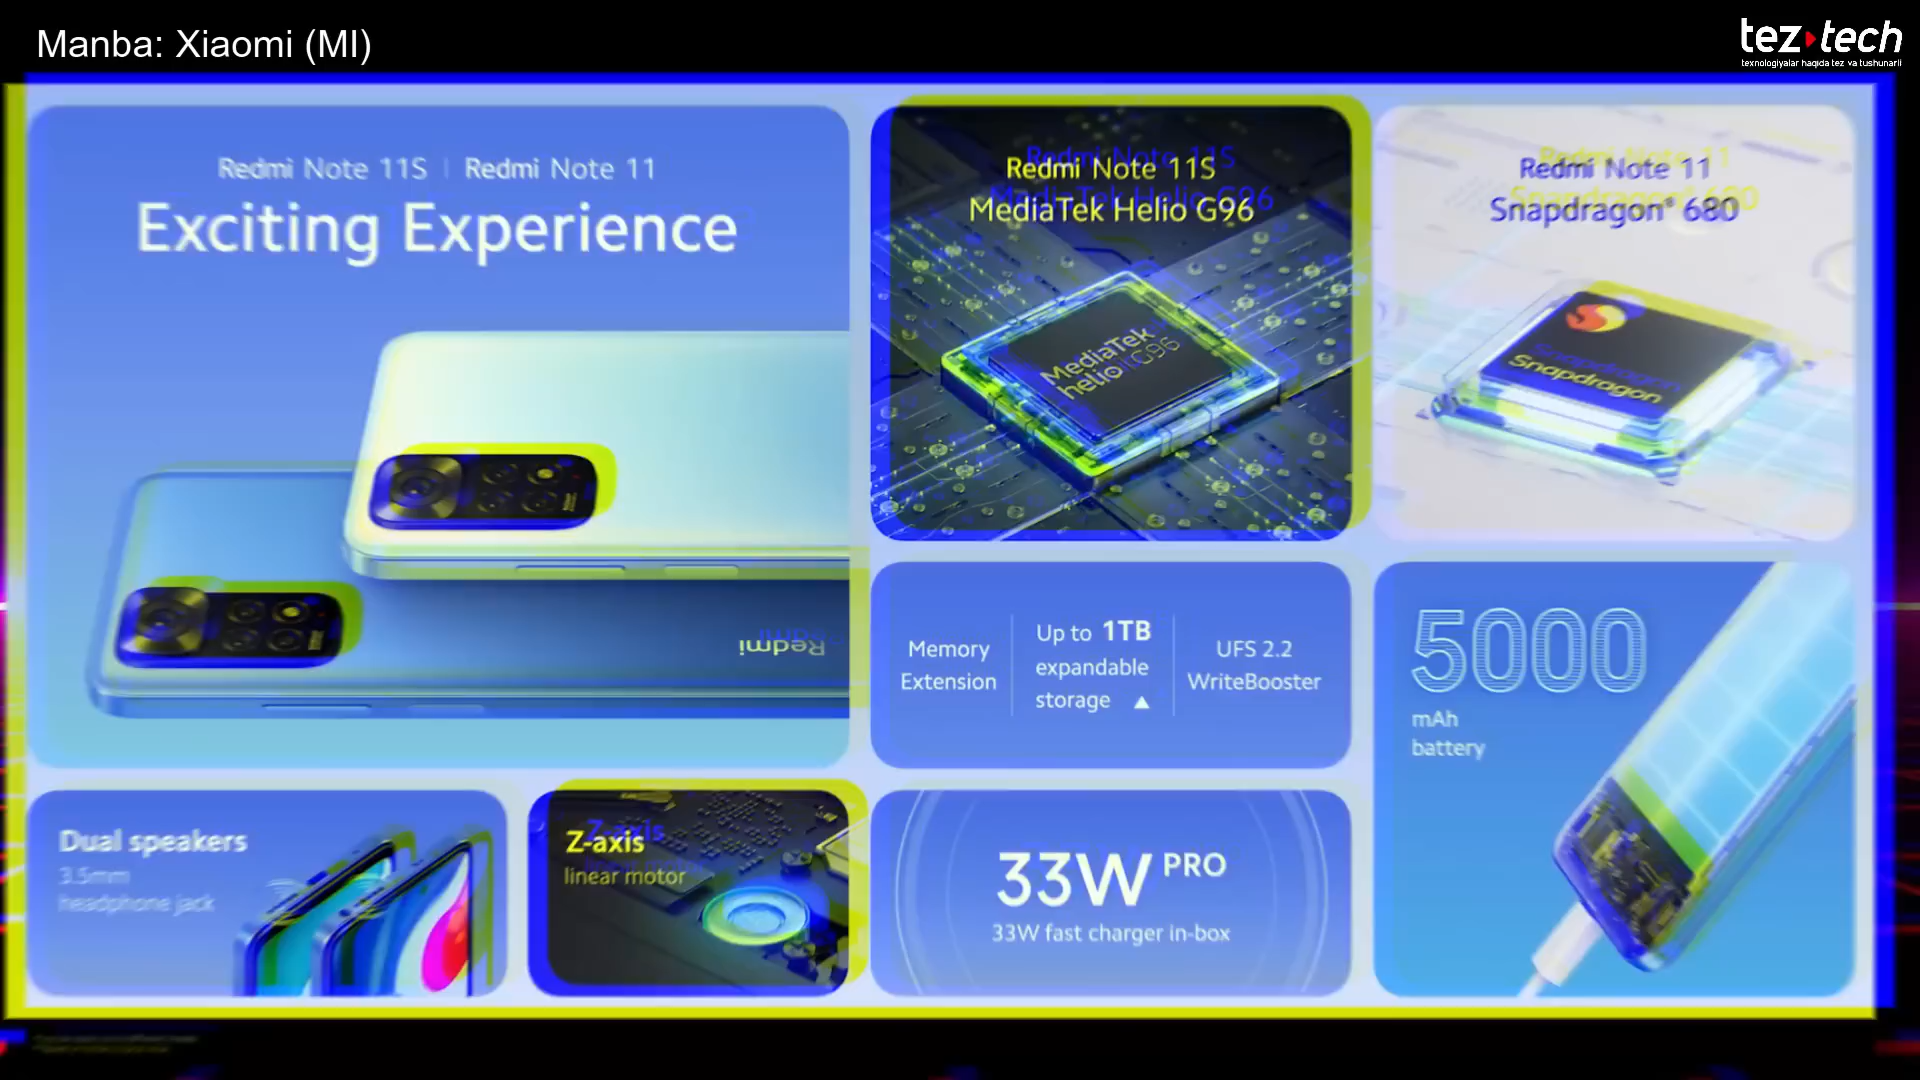 Manba: Xiaomi (MI)
tez tech
texnologiyalar haqida tez va tushunarli
Redmi Note 11S | Redmi Note 11
Exciting Experience
Redmi
Redmi Note 11S
MediaTek Helio G96
MediaTek
helio G96
Redmi Note 11
Snapdragon® 680
Snapdragon
Memory
Extension
Up to 1TB
expandable
storage
UFS 2.2
WriteBooster
5000
mAh
battery
Dual speakers
3.5mm
headphone jack
Z-axis
linear motor
33W PRO
33W fast charger in-box